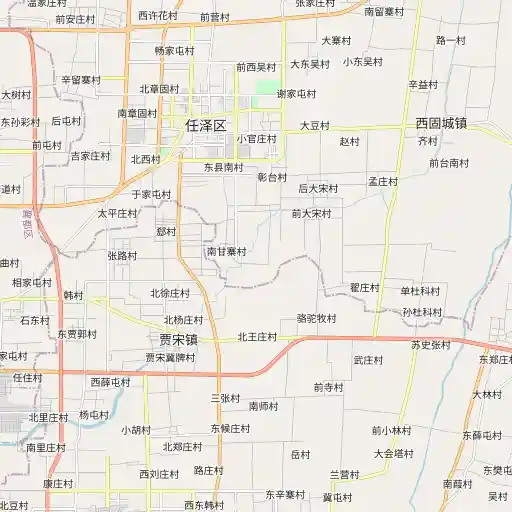 温家庄村
前安庄村
西许花村
前营村
张家庄村
南留寨村
畅家屯村
大寨村
路一村
辛留寨村
前西吴村
大东吴村
小东吴村
大树村
北章固村
谢家屯村
辛益村
东孙彩村
后屯村
南章固村
任泽区
大豆村
西固城镇
前屯村
吉家庄村
北西村
小官庄村
赵村
齐村
东县南村
前台南村
道村
于家屯村
彰台村
后大宋村
孟庄村
太平庄村
前大宋村
郄村
襄都区
张路村
南甘寨村
曲村
相家屯村
韩村
北徐庄村
翟庄村
单杜科村
石东村
东贾郭村
北杨庄村
骆驼牧村
孙杜科村
贾宋镇
北王庄村
苏史张村
家屯村
贾宋冀牌村
武庄村
东郑庄村
任住村
西薛屯村
前寺村
大林村
三张村
南师村
北里庄村
杨屯村
小胡村
东候庄村
前小林村
东薛屯村
南里庄村
北郑庄村
岳村
大会塔村
康庄村
西刘庄村
路庄村
兰营村
东樊屯村
北豆村
西东韩村
东辛寨村
冀屯村
南葭村
吴村